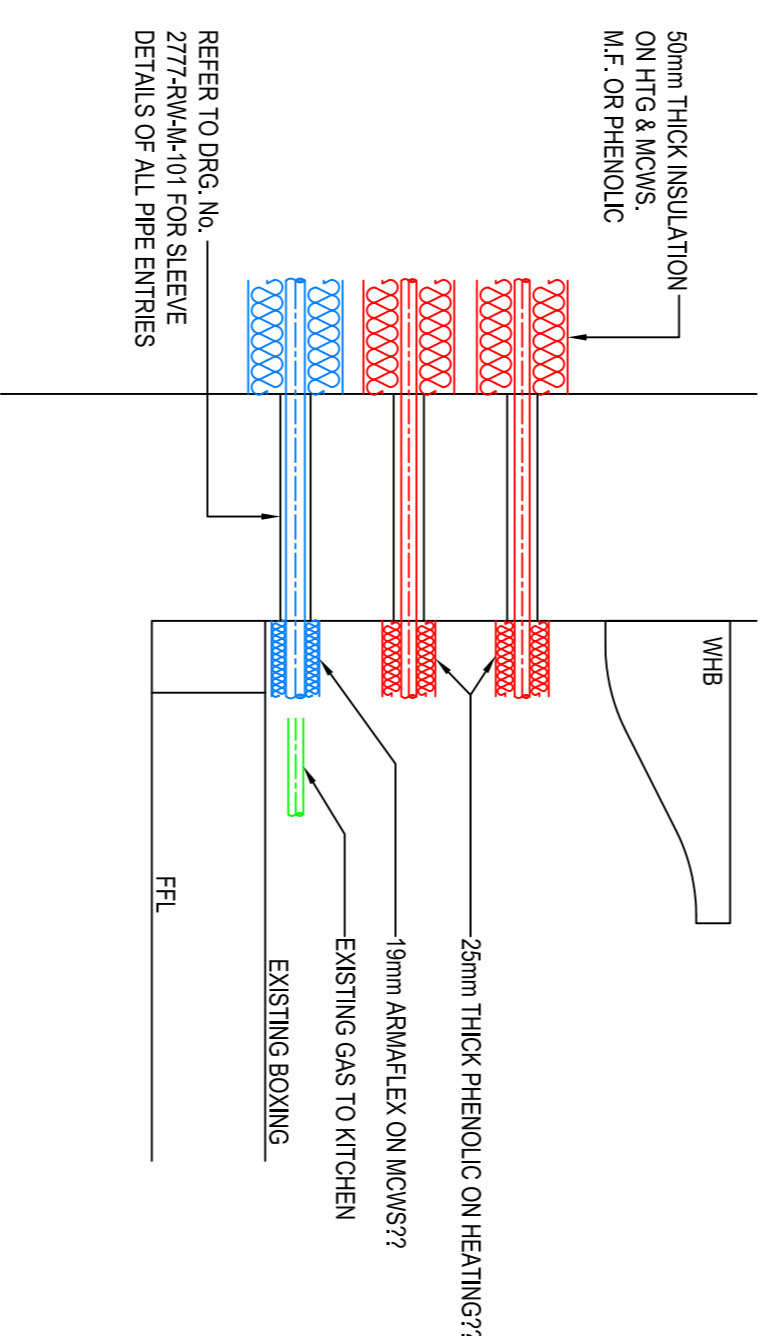 50mm THICK INSULATION
ON HTG & MCWS.
M.F. OR PHENOLIC
REFER TO DRG. No.
2777-RW-M-101 FOR SLEEVE
DETAILS OF ALL PIPE ENTRIES
WHB
25mm THICK PHENOLIC ON HEATING??
19mm ARMAFLEX ON MCWS??
EXISTING GAS TO KITCHEN
EXISTING BOXING
FFL